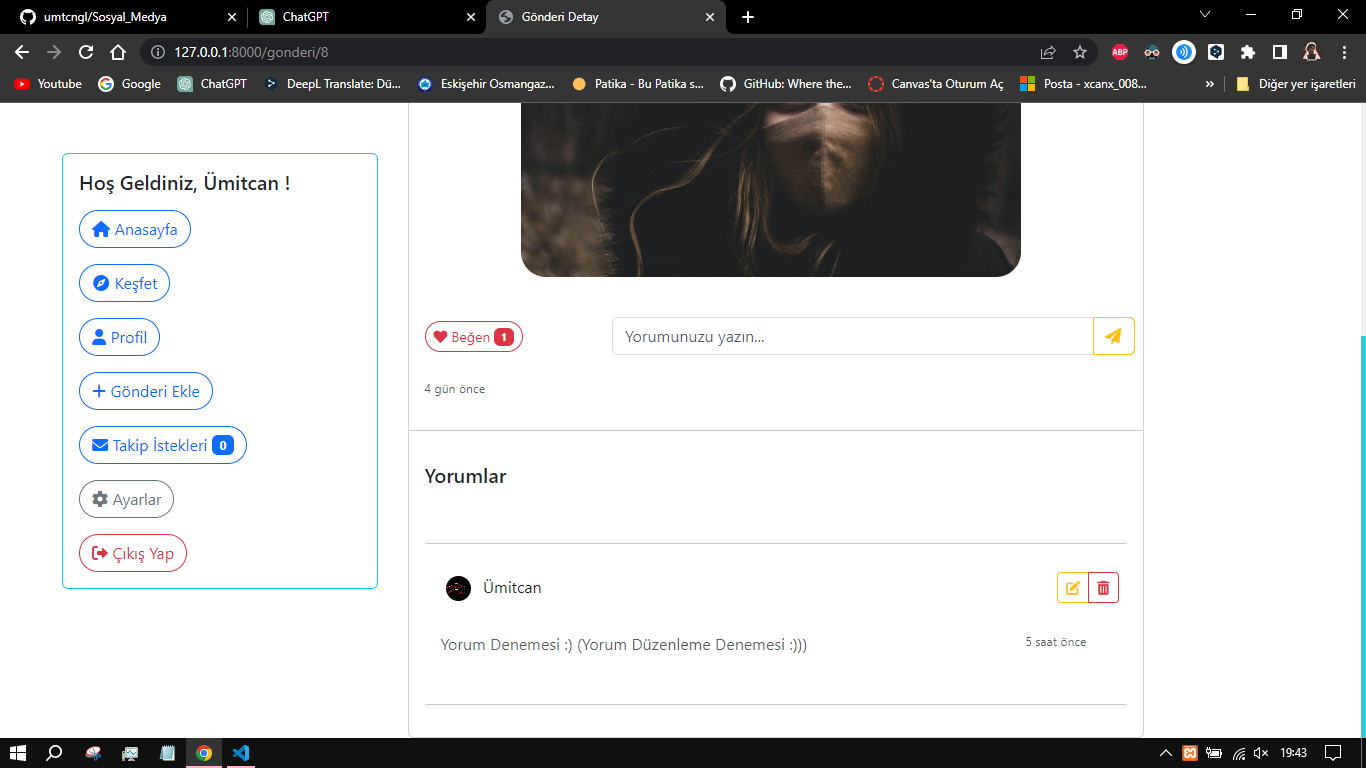 umtcngl/Sosyal_Medya
ChatGPT
Gönderi Detay
127.0.0.1:8000/gonderi/8
ABP
Youtube
Google
ChatGPT
DeepL Translate: Dü...
Eskişehir Osmangaz...
Patika - Bu Patika s...
GitHub: Where the...
Canvas'ta Oturum Aç
Posta - xcanx_008...
»
Diğer yer işaretleri
Hoş Geldiniz, Ümitcan !
Anasayfa
Keşfet
Profil
Gönderi Ekle
Takip İstekleri 0
Ayarlar
Çıkış Yap
Beğen 1
Yorumunuzu yazın...
4 gün önce
Yorumlar
Ümitcan
Yorum Denemesi :) (Yorum Düzenleme Denemesi :)))
5 saat önce
19:43